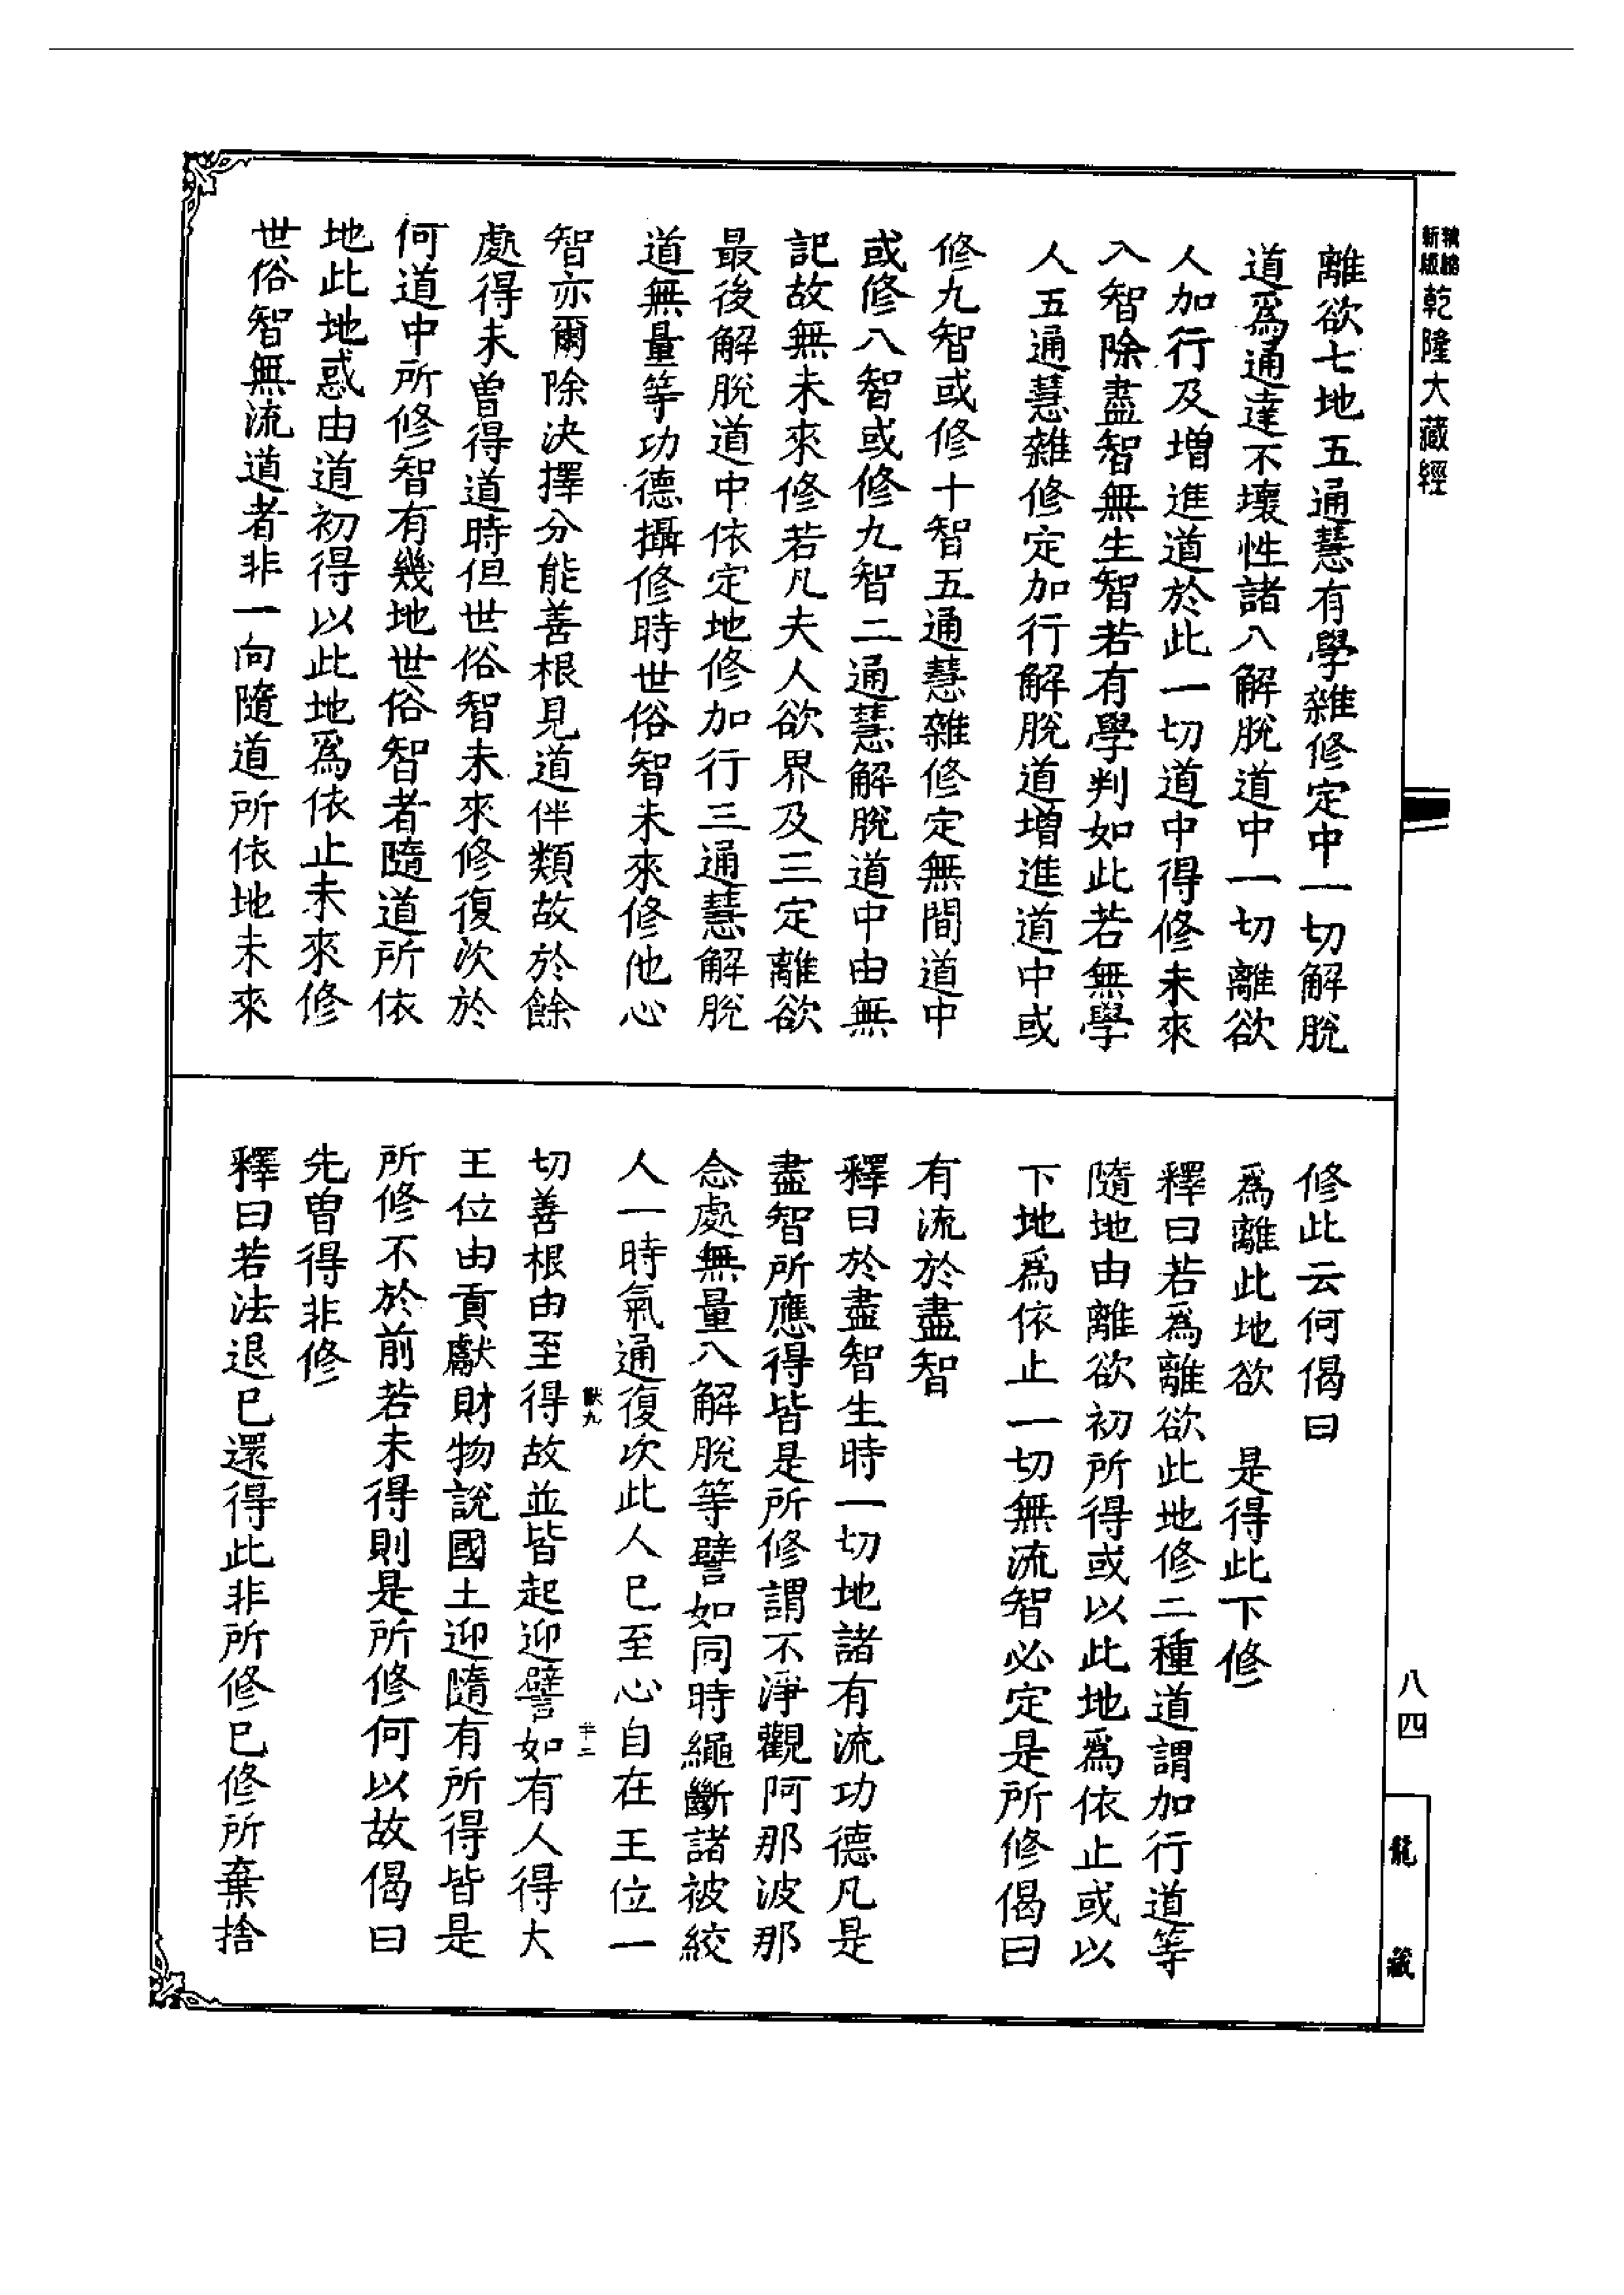 新版
乾隆大藏經
離欲七地五通慧有學雜修定中一切解脫
道爲通達不壞性諸八解脫道中一切離欲
人加行及增進道於此一切道中得修未來
八智除盡智無生智若有學判如此若無學
人五通慧雜修定加行解脫道增進道中或
修九智或修十智五通慧雜修定無間道中
或修八智或修九智二通慧解脫道中由無
記故無未來修若凡夫人欲界及三定離欲
最後解脫道中依定地修加行三通慧解脫
道無量等功德攝修時世俗智未來修他心
智亦爾除決擇分能善根見道伴類故於餘
處得未曾得道時但世俗智未來修復次於
何道中所修智有幾地世俗智者隨道所依
地此地惑由道初得以此地爲依止未來修
世俗智無流道者非一向隨道所依地未來
修此云何偈曰
爲離此地欲　是得此下修
釋曰若爲離欲此地修二種道謂加行道等
隨地由離欲初所得或以此地爲依止或以
下地爲依止一切無流智必定是所修偈曰
有流於盡智
釋曰於盡智生時一切地諸有流功德凡是
盡智所應得皆是所修謂不淨觀阿那波那
念處無量八解脫等譬如同時繩斷諸被絞
人一時氣通復次此人已至心自在王位一
切善根由至得故並皆起迎譬如有人得大
王位由貢獻財物說國土迎隨有所得皆是
所修不於前若未得則是所修何以故偈曰
先曾得非修
釋曰若法退已還得此非所修已修所棄捨
八四
龍藏